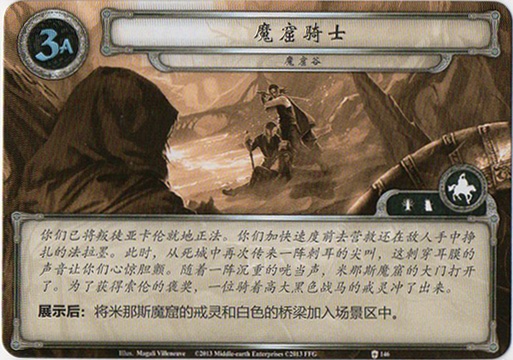 3A
魔窟骑士
魔窟谷
你们已将叛徒亚卡伦就地正法。你们加快速度前去营救还在敌人手中挣
扎的法拉墨。此时，从死城中再次传来一阵刺耳的尖叫，这刺穿耳膜的
声音让你们心惊胆颤。随着一阵沉重的咣当声，米那斯魔窟的大门打开
了。为了获得索伦的褒奖，一位骑着高大黑色战马的戒灵冲了出来。
展示后：将米那斯魔窟的戒灵和白色的桥梁加入场景区中。
Illus. Magali Villeneuve ©2013 Middle-earth Enterprises ©2013 FFG 146